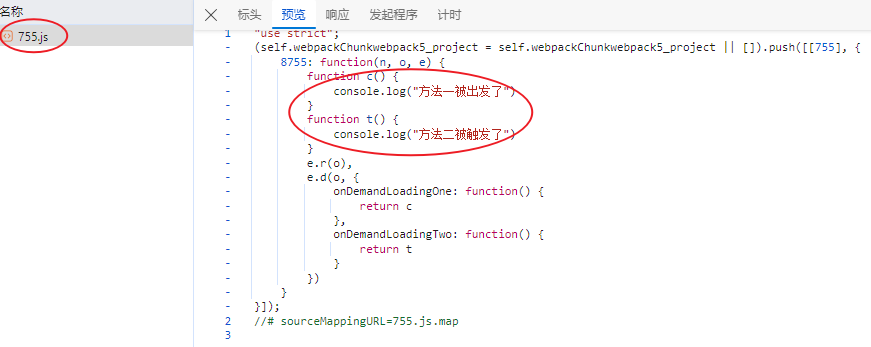 名称
755.js
标头 预览 响应 发起程序 计时
1 "use strict";
- (self.webpackChunkwebpack5_project = self.webpackChunkwebpack5_project || []).push([[755], {
- 8755: function(n, o, e) {
- function c() {
- console.log("方法一被出发了")
- }
- function t() {
- console.log("方法二被触发了")
- }
- e.r(o),
- e.d(o, {
- onDemandLoadingOne: function() {
- return c
- },
- onDemandLoadingTwo: function() {
- return t
- }
- })
- }
- }]);
2 //# sourceMappingURL=755.js.map
3